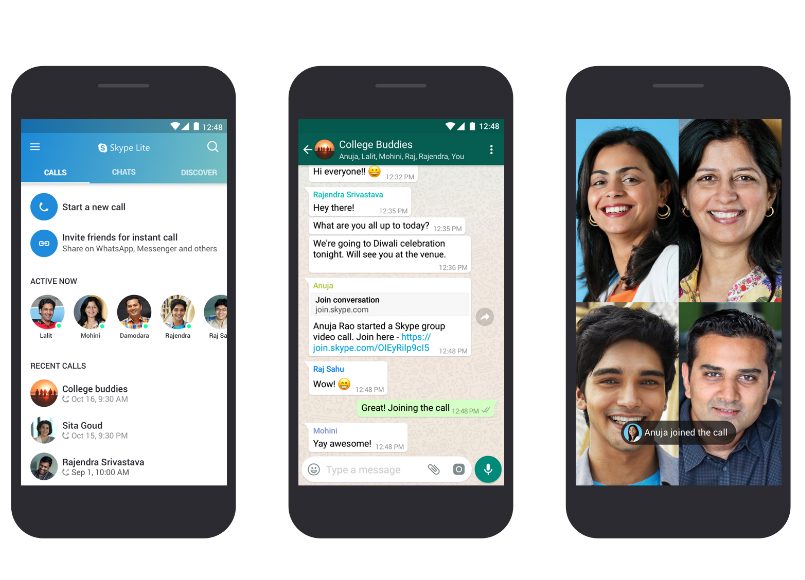 12:48
Skype Lite
CALLS CHATS DISCOVER
Start a new call
Invite friends for instant call
Share on WhatsApp, Messenger and others
ACTIVE NOW
Lalit Mohini Damodara Rajendra Raj Sa
RECENT CALLS
College buddies
Oct 16, 9:30 AM
Sita Goud
Oct 15, 9:30 PM
Rajendra Srivastava
Sep 1, 10:00 AM
12:48
College Buddies
Anuja, Lalit, Mohini, Raj, Rajendra, You
Hi everyone!! 😀 12:32 PM
Rajendra Srivastava
Hey there! 12:35 PM
What are you all up to today? 12:35 PM
We're going to Diwali celebration
tonight. Will see you at the venue.
12:36 PM
Anuja
Join conversation
join.skype.com
Anuja Rao started a Skype group
video call. Join here - https://
join.skype.com/OIEyRilp9cI5 12:48 PM
Raj Sahu
Wow! 😁 12:48 PM
Great! Joining the call 12:48 PM
Mohini
Yay awesome! 12:48 PM
Type a message
Anuja joined the call